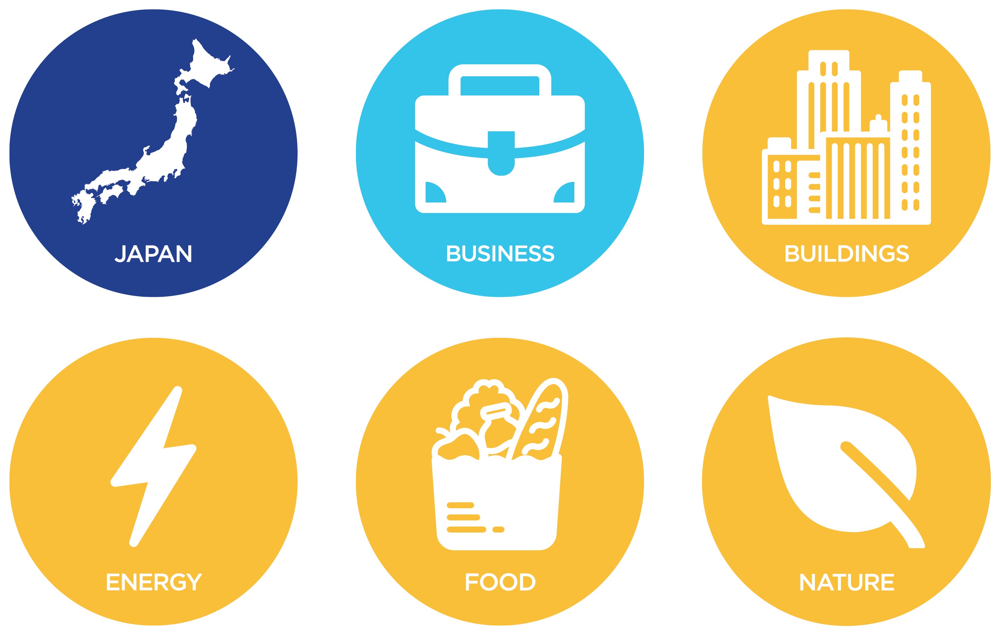 JAPAN
BUSINESS
BUILDINGS
ENERGY
FOOD
NATURE